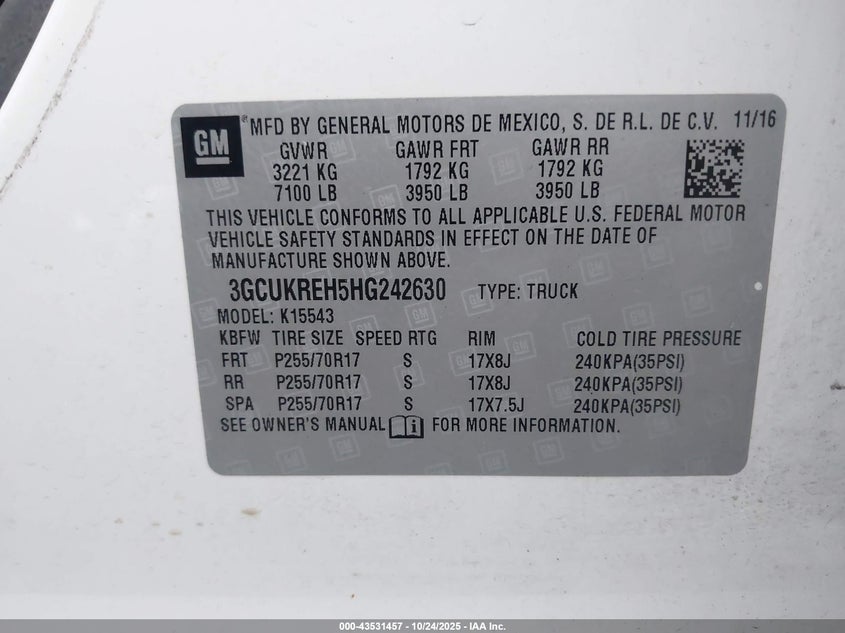 GM
® MFD BY GENERAL MOTORS DE MEXICO, S. DE R.L. DE C.V. 11/16
GVWR GAWR FRT GAWR RR
3221 KG 1792 KG 1792 KG
7100 LB 3950 LB 3950 LB
THIS VEHICLE CONFORMS TO ALL APPLICABLE U.S. FEDERAL MOTOR
VEHICLE SAFETY STANDARDS IN EFFECT ON THE DATE OF
MANUFACTURE SHOWN ABOVE.
3GCUKREH5HG242630 TYPE: TRUCK
MODEL: K15543
KBFW TIRE SIZE SPEED RTG RIM COLD TIRE PRESSURE
FRT P255/70R17 S 17X8J 240KPA(35PSI)
RR P255/70R17 S 17X8J 240KPA(35PSI)
SPA P255/70R17 S 17X7.5J 240KPA(35PSI)
SEE OWNER'S MANUAL i FOR MORE INFORMATION.
000-43531457 - 10/24/2025 - IAA Inc.